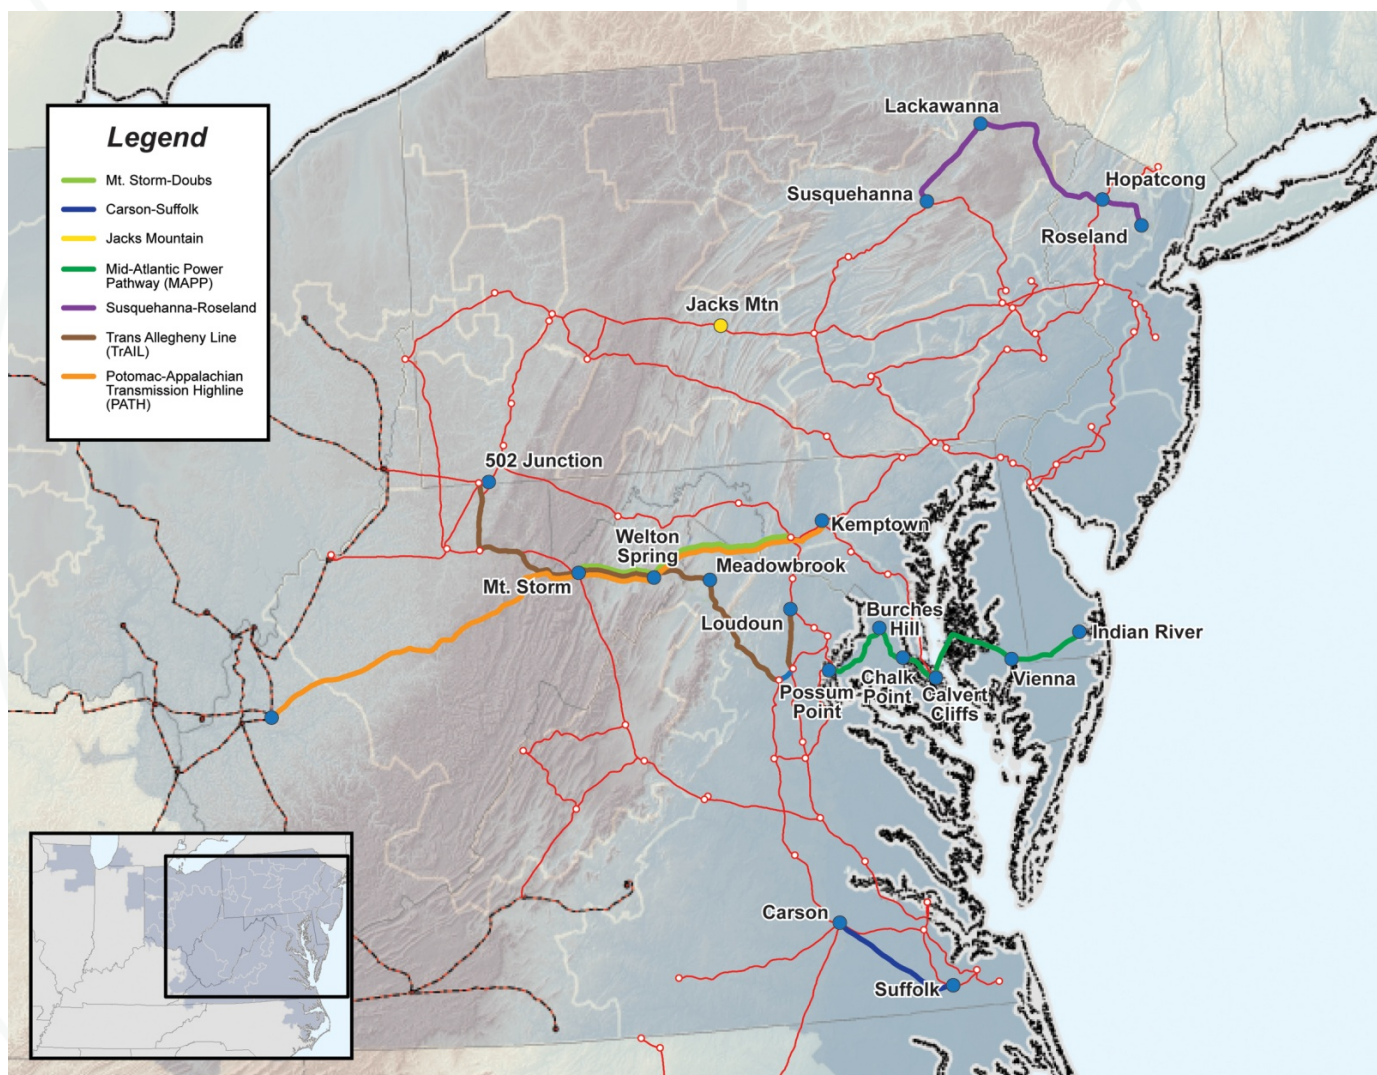 Lackawanna
Legend
Mt. Storm-Doubs
Carson-Suffolk
Jacks Mountain
Mid-Atlantic Power
Pathway (MAPP)
Susquehanna-Roseland
Trans Allegheny Line
(TrAIL)
Potomac-Appalachian
Transmission Highline
(PATH)
Hopatcong
Susquehanna
Roseland
Jacks Mtn
502 Junction
Kemptown
Welton
Spring
Meadowbrook
Mt. Storm
Burches
Hill
Loudoun
Indian River
Chalk
Point
Vienna
Possum
Point
Calvert
Cliffs
Carson
Suffolk